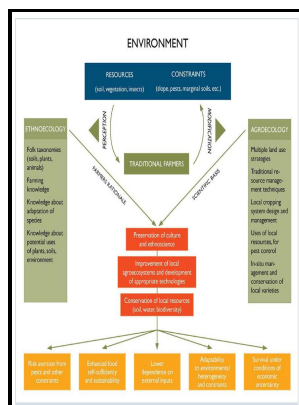 ENVIRONMENT
RESOURCES
(soil, vegetation, insects)
CONSTRAINTS
(slope, pests, marginal soils, etc.)
PERCEPTION
MODIFICATION
TRADITIONAL FARMERS
ETHNOECOLOGY
Folk taxonomies
(soils, plants,
animals)
Farming
knowledge
Knowledge about
adaptation of
species
Knowledge about
potential uses
of plants, soils,
environment
FARMERS RATIONALE
SCIENTIFIC BASIS
AGROECOLOGY
Multiple land use
strategies
Traditional re-
source manage-
ment techniques
Local cropping
system design and
management
Uses of local
resources, for
pest control
In-situ man-
agement and
conservation of
local varieties
Preservation of culture
and ethnoscience
Improvement of local
agroecosystems and development
of appropriate technologies
Conservation of local resources
(soil, water, biodiversity)
Risk aversion from
pests and other
constraints
Enhanced food
self-sufficiency
and sustainability
Lower
dependence on
external inputs
Adaptability to
environmental
heterogeneity
and constraints
Survival under
conditions of
economic
uncertainty